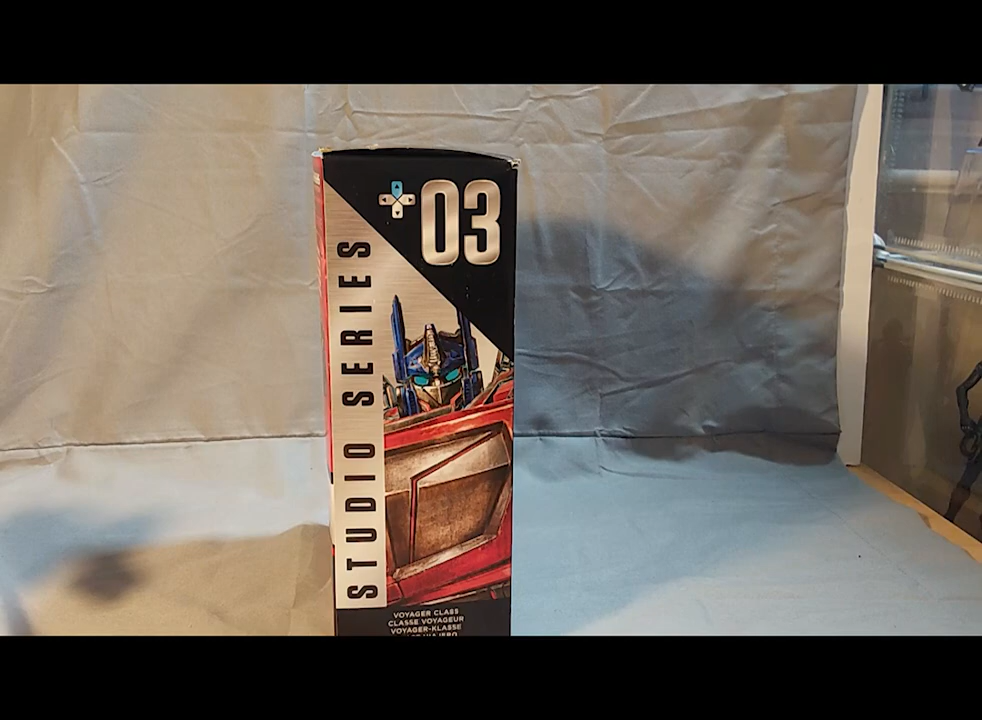 03
STUDIO SERIES
VOYAGER CLASS
CLASSE VOYAGEUR
VOYAGER-KLASSE